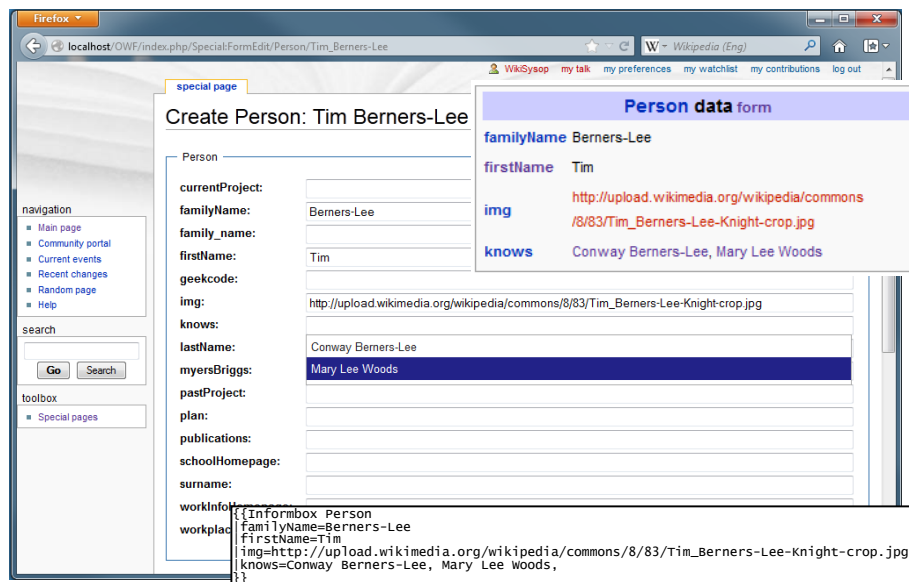 Firefox
localhost/OWF/index.php/Special:FormEdit/Person/Tim_Berners-Lee
W Wikipedia (Eng)
WikiSysop my talk my preferences my watchlist my contributions log out
special page
Create Person: Tim Berners-Lee
Person
currentProject:
familyName: Berners-Lee
family_name:
firstName: Tim
geekcode:
img: http://upload.wikimedia.org/wikipedia/commons/8/83/Tim_Berners-Lee-Knight-crop.jpg
knows:
lastName: Conway Berners-Lee
myersBriggs: Mary Lee Woods
pastProject:
plan:
publications:
schoolHomepage:
surname:
workInfoHomepage:
workplac
navigation
Main page
Community portal
Current events
Recent changes
Random page
Help
search
Go Search
toolbox
Special pages
Person data form
familyName Berners-Lee
firstName Tim
img http://upload.wikimedia.org/wikipedia/commons
/8/83/Tim_Berners-Lee-Knight-crop.jpg
knows Conway Berners-Lee, Mary Lee Woods
{{Informbox Person
|familyName=Berners-Lee
|firstName=Tim
|img=http://upload.wikimedia.org/wikipedia/commons/8/83/Tim_Berners-Lee-Knight-crop.jpg
|knows=Conway Berners-Lee, Mary Lee Woods,
}}